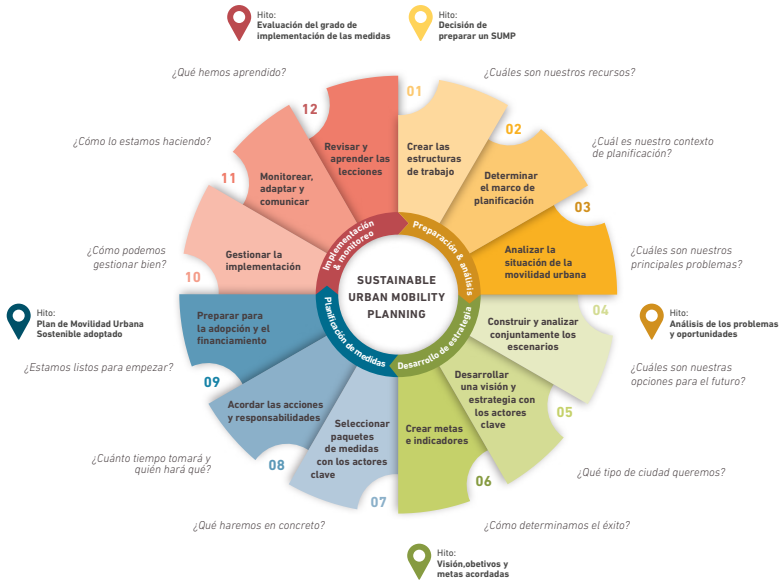 Hito:
Evaluación del grado de
implementación de las medidas
Hito:
Decisión de
preparar un SUMP
¿Qué hemos aprendido?
¿Cuáles son nuestros recursos?
12
Revisar y
aprender las
lecciones
01
Crear las
estructuras
de trabajo
¿Cómo lo estamos haciendo?
11
Monitorear,
adaptar y
comunicar
02
Determinar
el marco de
planificación
¿Cuál es nuestro contexto
de planificación?
¿Cómo podemos
gestionar bien?
10
Gestionar la
implementación
03
Analizar la
situación de la
movilidad urbana
¿Cuáles son nuestros
principales problemas?
Implementación
& monitoreo
Preparación & análisis
SUSTAINABLE
URBAN MOBILITY
PLANNING
Planificación de medidas
Desarrollo de estrategia
Hito:
Plan de Movilidad Urbana
Sostenible adoptado
Preparar para
la adopción y el
financiamiento
09
¿Estamos listos para empezar?
04
Construir y analizar
conjuntamente los
escenarios
Hito:
Análisis de los problemas
y oportunidades
¿Cuáles son nuestras
opciones para el futuro?
Acordar las acciones
y responsabilidades
08
¿Cuánto tiempo tomará y
quién hará qué?
Desarrollar
una visión y
estrategia con
los actores
clave
05
¿Qué tipo de ciudad queremos?
Seleccionar
paquetes
de medidas
con los actores
clave
07
¿Qué haremos en concreto?
Crear metas
e indicadores
06
¿Cómo determinamos el éxito?
Hito:
Visión,obetivos y
metas acordadas